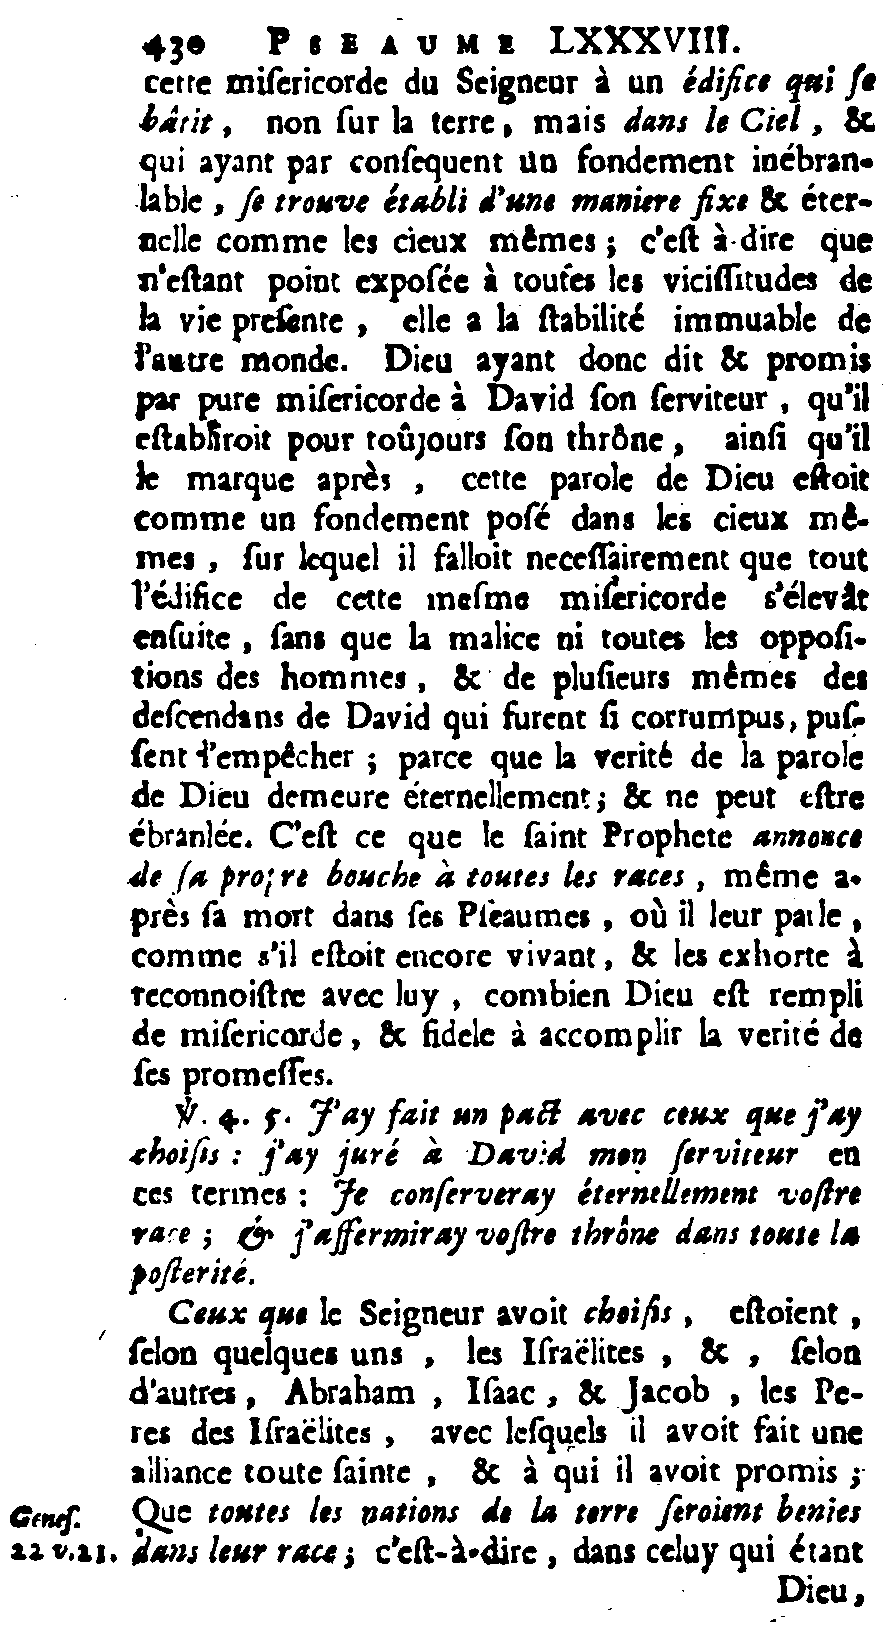 430 PSEAUME LXXXVIII.
cette miſericorde du Seigneur à un édifice qui ſe
bâtit, non ſur la terre, mais dans le Ciel, &
qui ayant par conſequent un fondement inébran-
lable, ſe trouve établi d'une maniere fixe & éter-
nelle comme les cieux mêmes; c'eſt à-dire que
n'eſtant point expoſée à toutes les viciſſitudes de
la vie preſente, elle a la ſtabilité immuable de
l'autre monde. Dieu ayant donc dit & promis
par pure miſericorde à David ſon ſerviteur, qu'il
eſtabliroit pour toûjours ſon thrône, ainſi qu'il
le marque après, cette parole de Dieu eſtoit
comme un fondement poſé dans les cieux mê-
mes, ſur lequel il falloit neceſſairement que tout
l'édifice de cette meſme miſericorde s'élevât
enſuite, ſans que la malice ni toutes les oppoſi-
tions des hommes, & de pluſieurs mêmes des
deſcendans de David qui furent ſi corrumpus, puſ-
ſent l'empêcher; parce que la verité de la parole
de Dieu demeure éternellement; & ne peut eſtre
ébranlée. C'eſt ce que le ſaint Prophete annonce
de ſa propre bouche à toutes les races, même a-
près ſa mort dans ſes Pſeaumes, où il leur parle,
comme s'il eſtoit encore vivant, & les exhorte à
reconnoiſtre avec luy, combien Dieu eſt rempli
de miſericorde, & fidele à accomplir la verité de
ſes promeſſes.
℣. 4. 5. J'ay fait un pact avec ceux que j'ay
choiſis: j'ay juré à David mon ſerviteur en
ces termes: Je conſerveray éternellement voſtre
race; & j'affermiray voſtre thrône dans toute la
poſterité.
Ceux que le Seigneur avoit choiſis, eſtoient,
ſelon quelques uns, les Iſraëlites, &, ſelon
d'autres, Abraham, Iſaac, & Jacob, les Pe-
res des Iſraëlites, avec leſquels il avoit fait une
alliance toute ſainte, & à qui il avoit promis;
Geneſ. Que toutes les nations de la terre ſeroient benies
22 v.21. dans leur race; c'eſt-à-dire, dans celuy qui étant
Dieu,